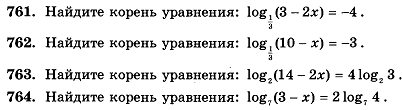 761. Найдите корень уравнения: log_{1/3}(3 − 2x) = −4.
762. Найдите корень уравнения: log_{1/3}(10 − x) = −3.
763. Найдите корень уравнения: log_2(14 − 2x) = 4 log_2 3.
764. Найдите корень уравнения: log_7(3 − x) = 2 log_7 4.